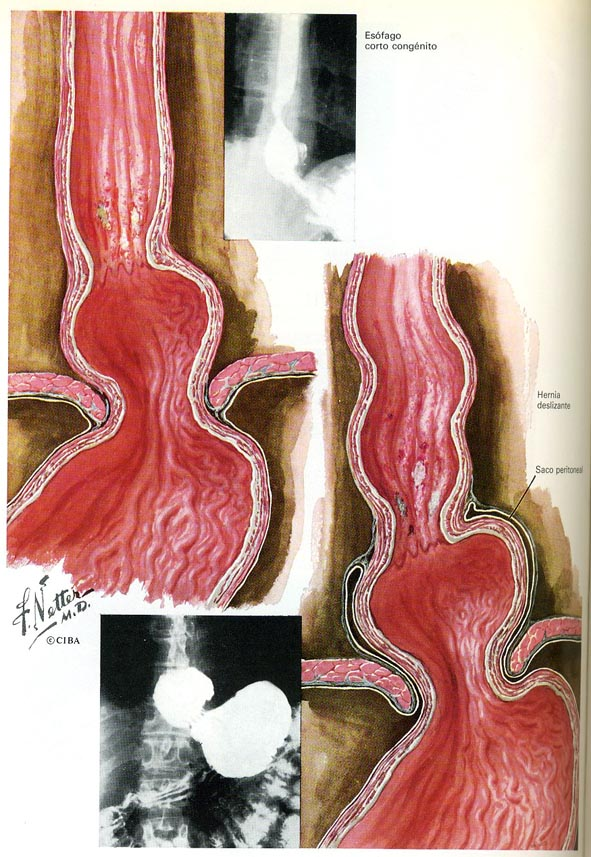 Esófago
corto congénito
Hernia
deslizante
Saco peritoneal
F. Netter
M.D.
© CIBA